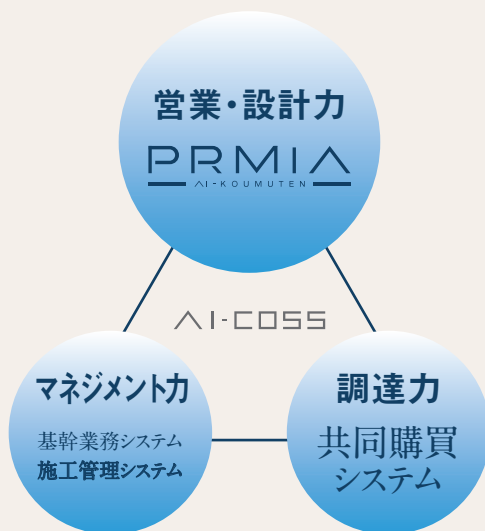 営業・設計力
PRMIA
AI-KOUMUTEN
AI-COSS
マネジメント力
基幹業務システム
施工管理システム
調達力
共同購買
システム